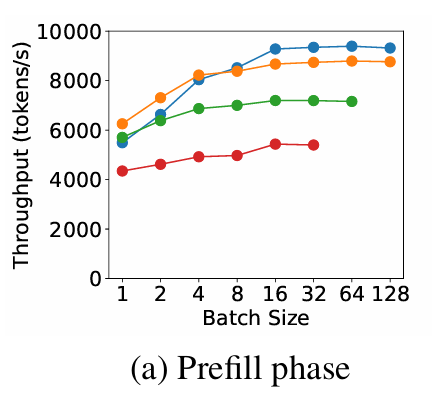 10000
8000
6000
4000
2000
0
Throughput (tokens/s)
1 2 4 8 16 32 64 128
Batch Size
(a) Prefill phase